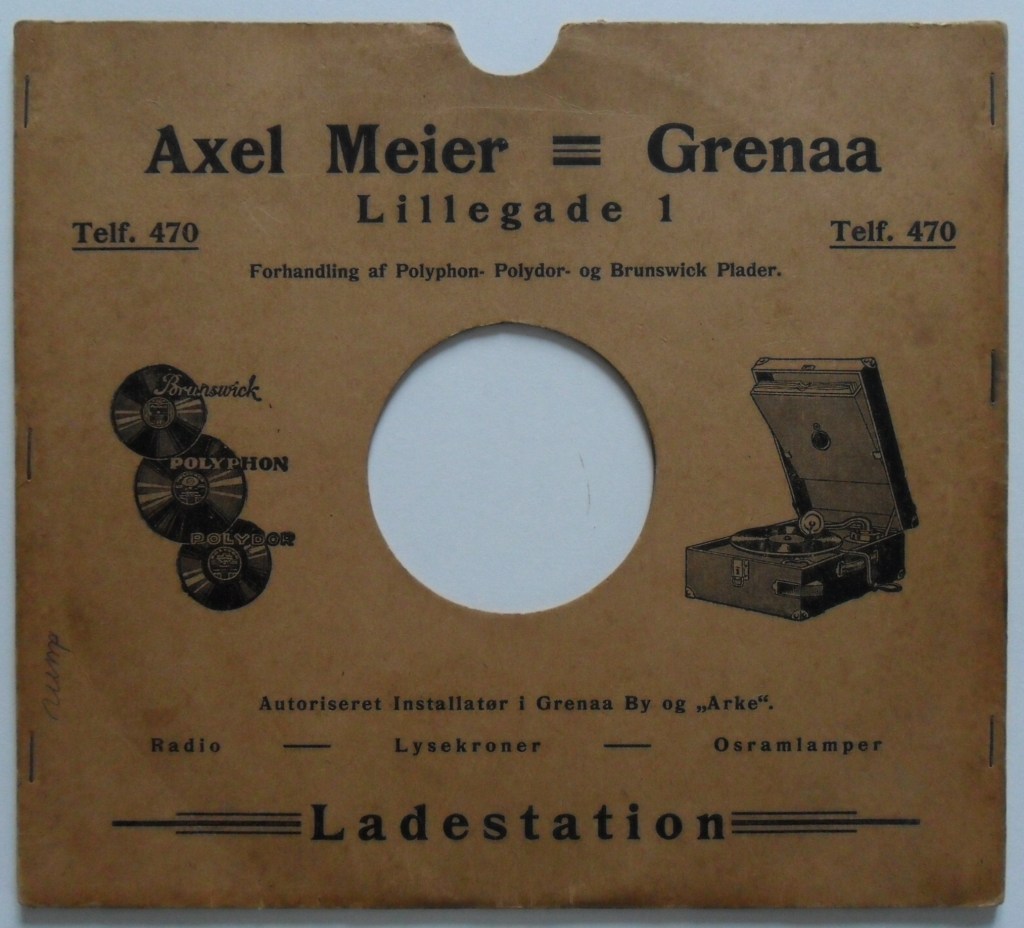 Axel Meier ≡ Grenaa
Lillegade 1
Telf. 470
Telf. 470
Forhandling af Polyphon- Polydor- og Brunswick Plader.
Brunswick
POLYPHON
POLYDOR
Autoriseret Installatør i Grenaa By og „Arke“.
Radio — Lysekroner — Osramlamper
Ladestation